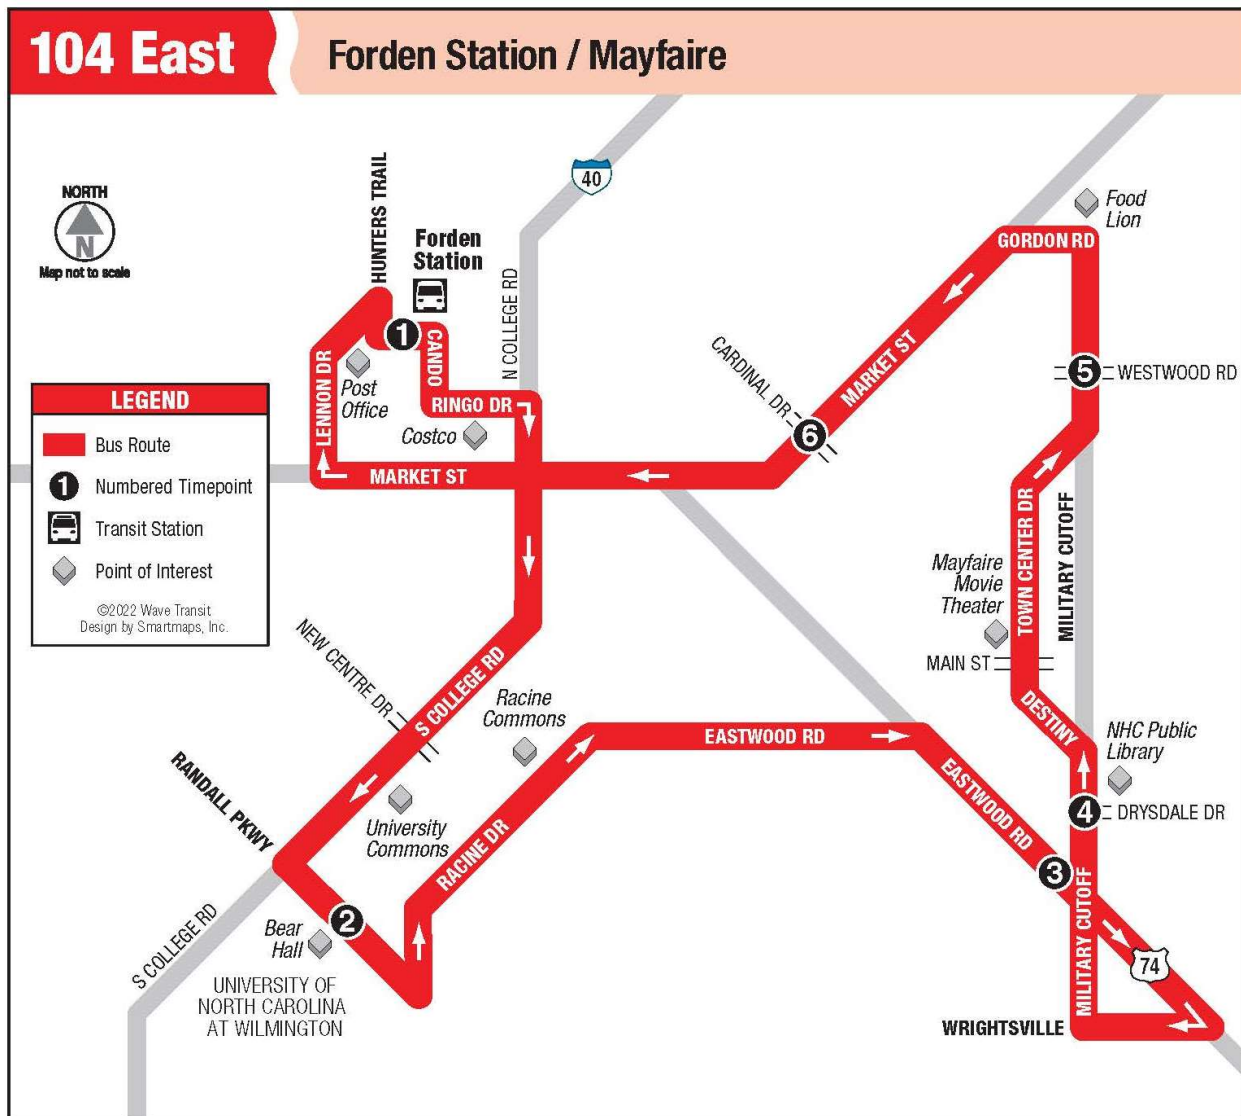 104 East
Forden Station / Mayfaire
NORTH
N
Map not to scale
40
HUNTERS TRAIL
Forden
Station
N COLLEGE RD
1
CANDO
LENNON DR
Post
Office
RINGO DR
Costco
MARKET ST
Food
Lion
GORDON RD
MARKET ST
CARDINAL DR
6
5
WESTWOOD RD
LEGEND
Bus Route
1
Numbered Timepoint
Transit Station
Point of Interest
©2022 Wave Transit
Design by Smartmaps, Inc.
TOWN CENTER DR
MILITARY CUTOFF
Mayfaire
Movie
Theater
MAIN ST
DESTINY
NEW CENTRE DR
S COLLEGE RD
Racine
Commons
EASTWOOD RD
NHC Public
Library
RANDALL PKWY
University
Commons
RACINE DR
EASTWOOD RD
4
DRYSDALE DR
3
MILITARY CUTOFF
2
Bear
Hall
S COLLEGE RD
74
UNIVERSITY OF
NORTH CAROLINA
AT WILMINGTON
WRIGHTSVILLE